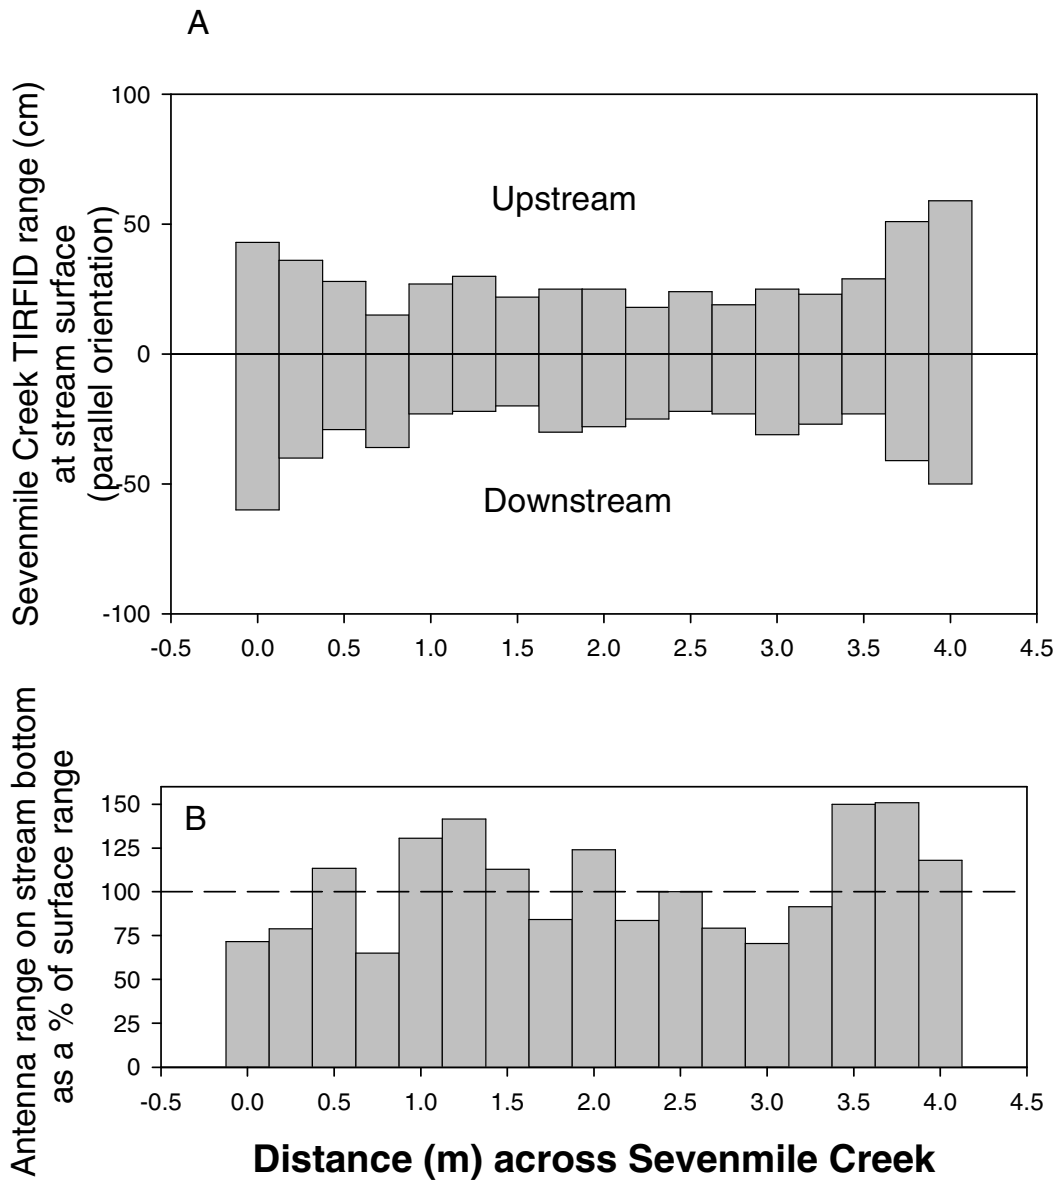 A
Sevenmile Creek TIRFID range (cm)
at stream surface
(parallel orientation)
100
50
0
-50
-100
Upstream
Downstream
-0.5 0.0 0.5 1.0 1.5 2.0 2.5 3.0 3.5 4.0 4.5
Antenna range on stream bottom
as a % of surface range
B
150
125
100
75
50
25
0
-0.5 0.0 0.5 1.0 1.5 2.0 2.5 3.0 3.5 4.0 4.5
Distance (m) across Sevenmile Creek